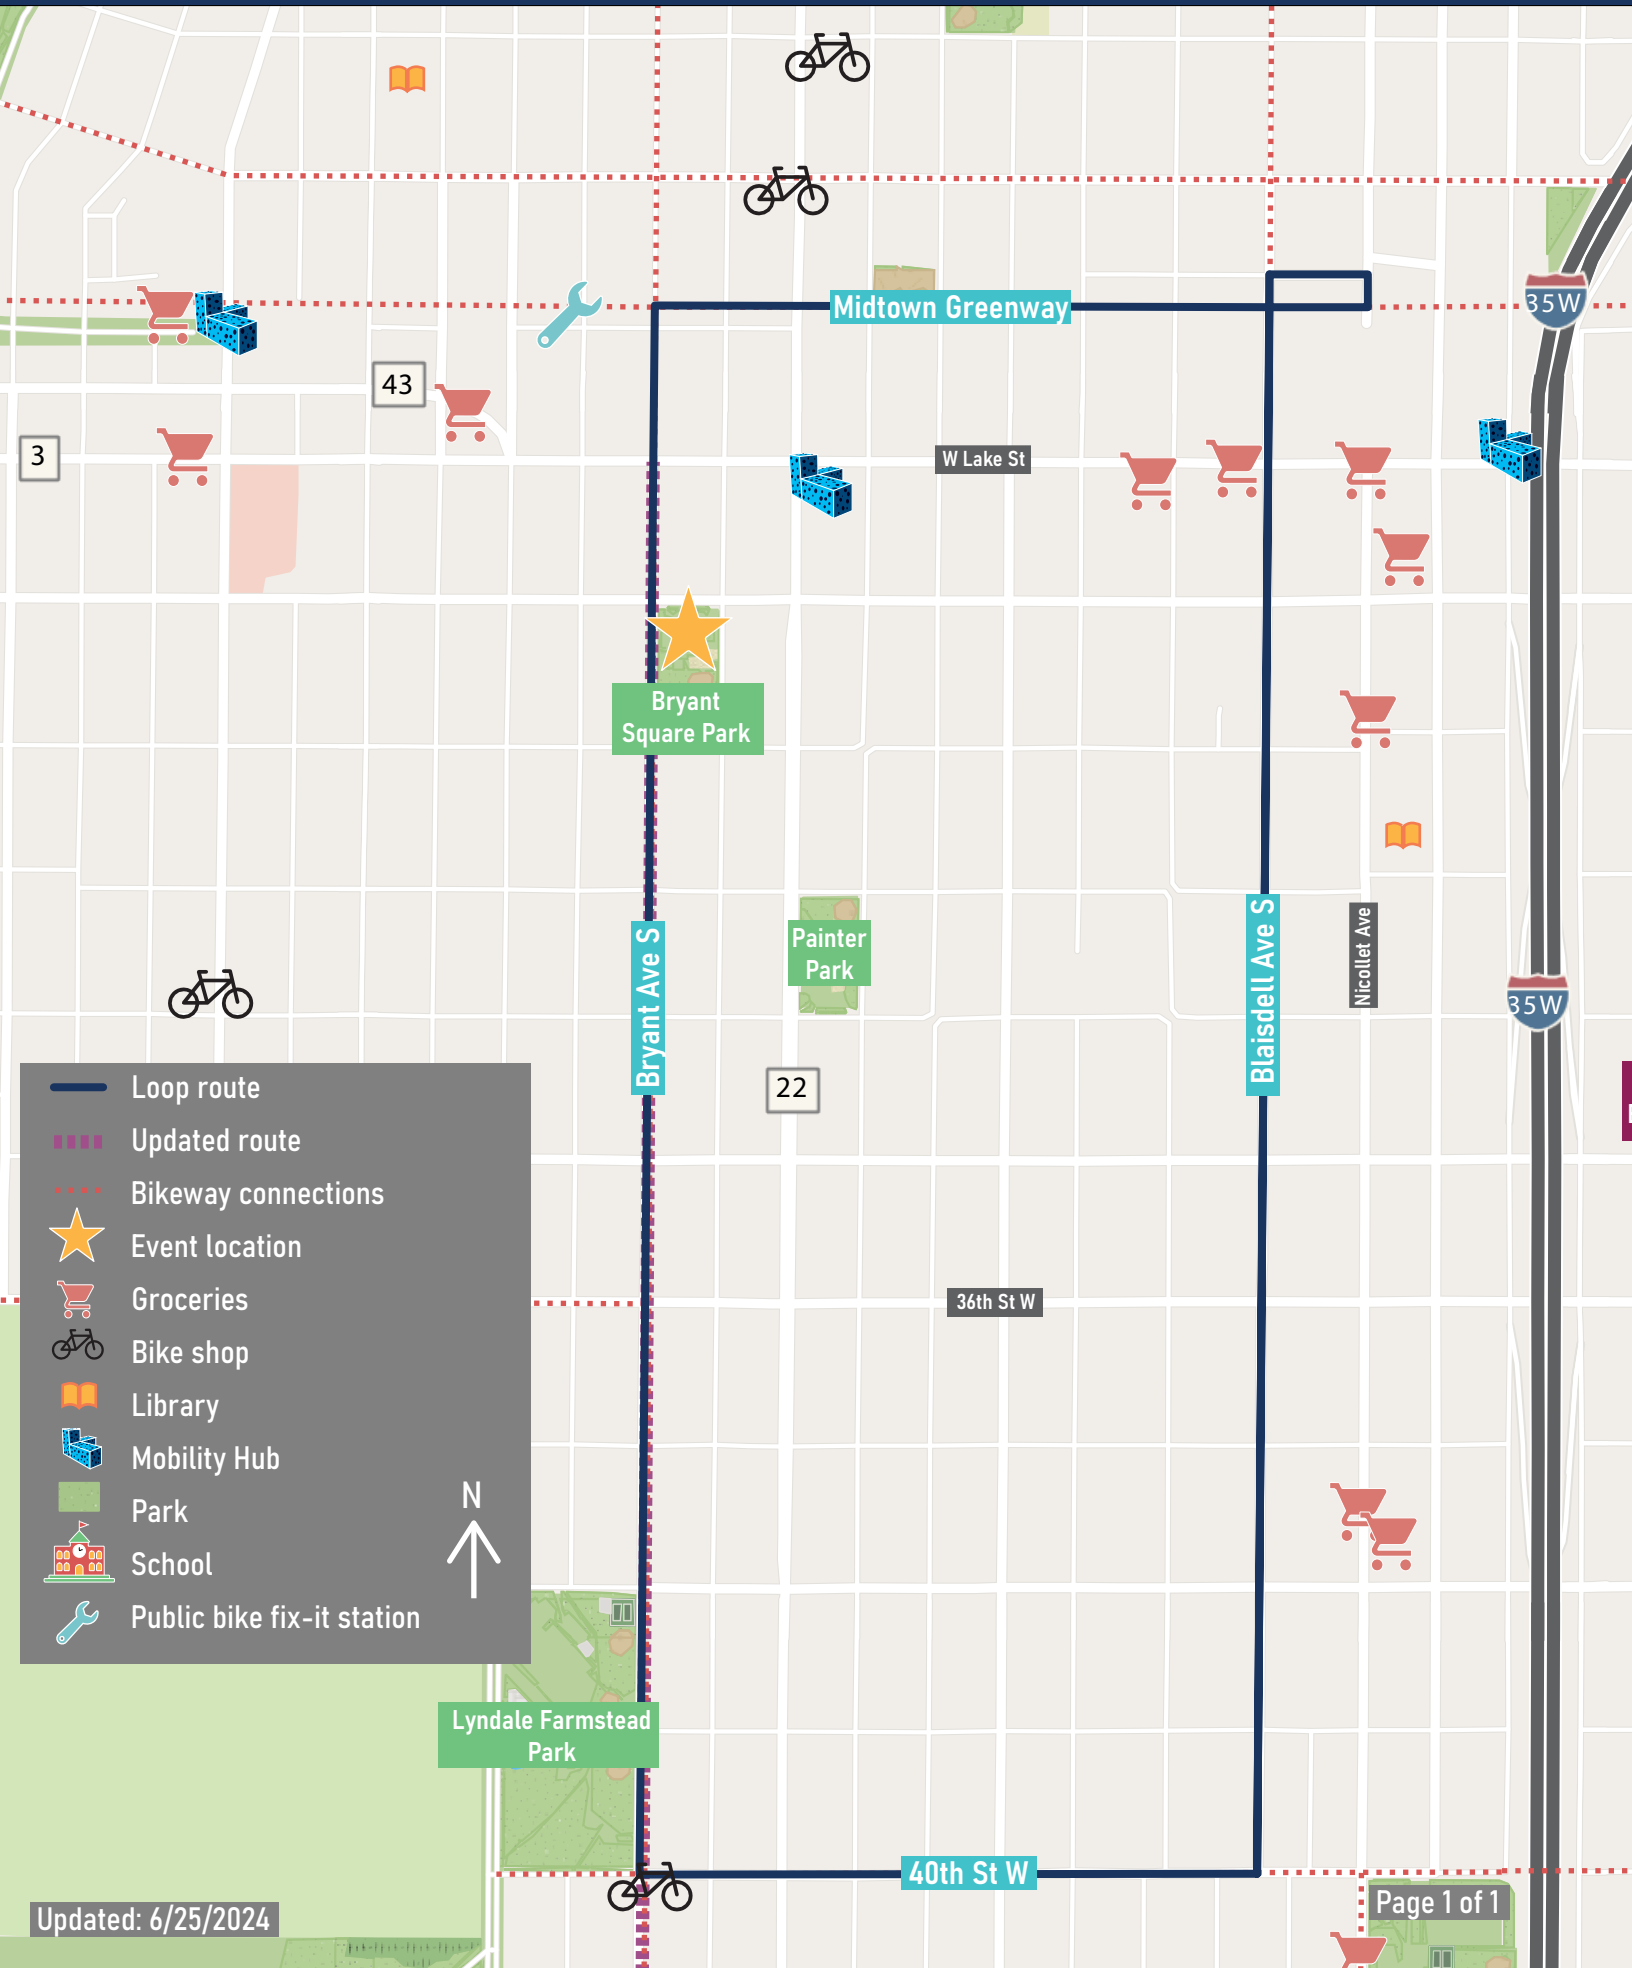 Midtown Greenway
35W
43
3
W Lake St
Bryant
Square Park
Painter
Park
Bryant Ave S
Blaisdell Ave S
Nicollet Ave
35W
22
Loop route
Updated route
Bikeway connections
Event location
Groceries
Bike shop
Library
Mobility Hub
Park
School
Public bike fix-it station
N
36th St W
Lyndale Farmstead
Park
40th St W
Page 1 of 1
Updated: 6/25/2024